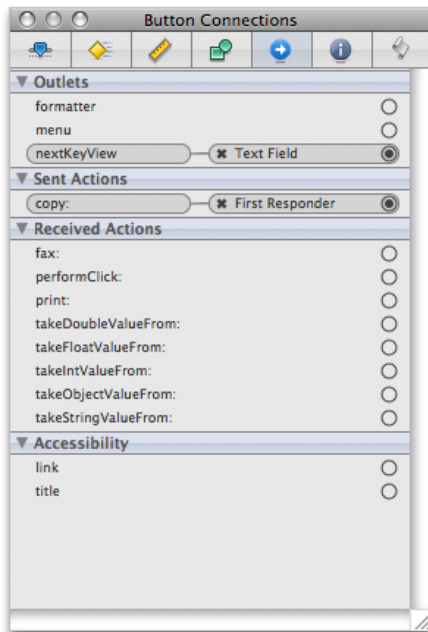 Button Connections
Outlets
formatter
menu
nextKeyView Text Field
Sent Actions
copy: First Responder
Received Actions
fax:
performClick:
print:
takeDoubleValueFrom:
takeFloatValueFrom:
takeIntValueFrom:
takeObjectValueFrom:
takeStringValueFrom:
Accessibility
link
title